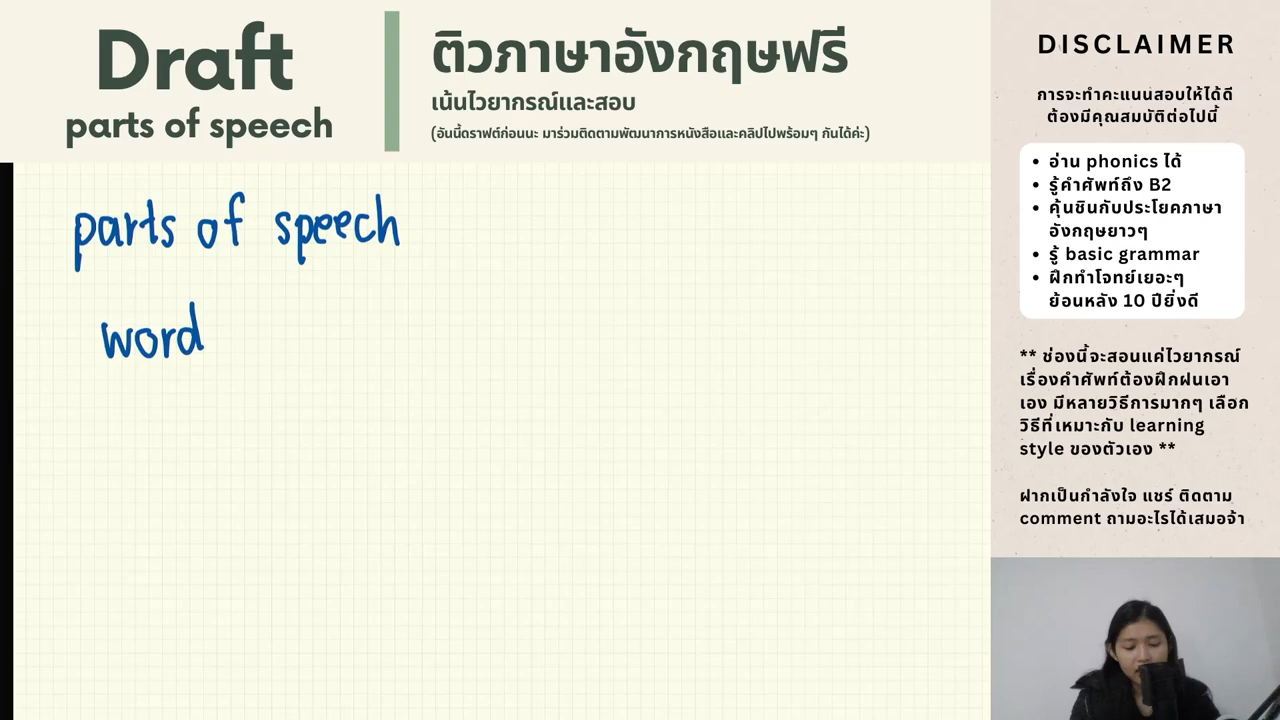 Draft
parts of speech
ติวภาษาอังกฤษฟรี
เน้นไวยากรณ์และสอบ
(อันนี้ดราฟต์ก่อนนะ มาร่วมติดตามพัฒนาการหนังสือและคลิปไปพร้อมๆ กันได้ค่ะ)
parts of speech
word
DISCLAIMER
การจะทำคะแนนสอบให้ได้ดี
ต้องมีคุณสมบัติต่อไปนี้
• อ่าน phonics ได้
• รู้คำศัพท์ถึง B2
• คุ้นชินกับประโยคภาษา
อังกฤษยาวๆ
• รู้ basic grammar
• ฝึกทำโจทย์เยอะๆ
ย้อนหลัง 10 ปียิ่งดี
** ช่องนี้จะสอนแค่ไวยากรณ์
เรื่องคำศัพท์ต้องฝึกฝนเอา
เอง มีหลายวิธีการมากๆ เลือก
วิธีที่เหมาะกับ learning
style ของตัวเอง **
ฝากเป็นกำลังใจ แชร์ ติดตาม
comment ถามอะไรได้เสมอจ้า